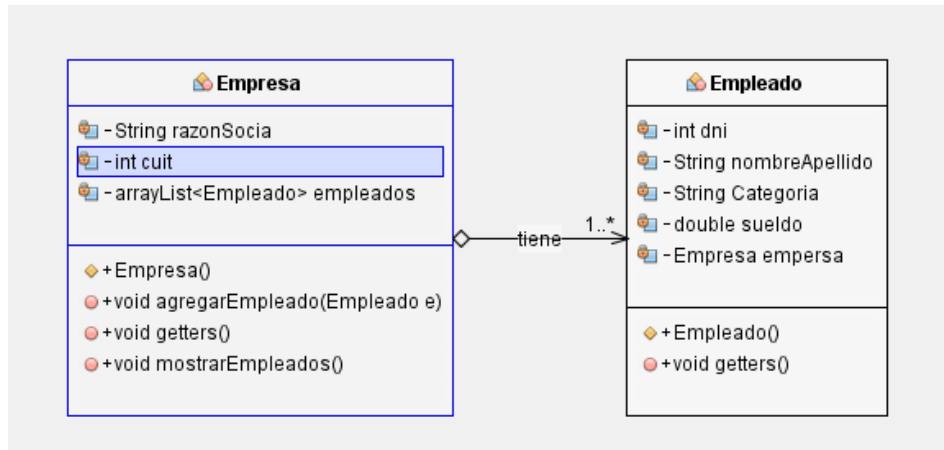 Empresa
-String razonSocia
-int cuit
-arrayList<Empleado> empleados
+Empresa()
+void agregarEmpleado(Empleado e)
+void getters()
+void mostrarEmpleados()
tiene
1..*
Empleado
-int dni
-String nombreApellido
-String Categoria
-double sueldo
-Empresa empersa
+Empleado()
+void getters()